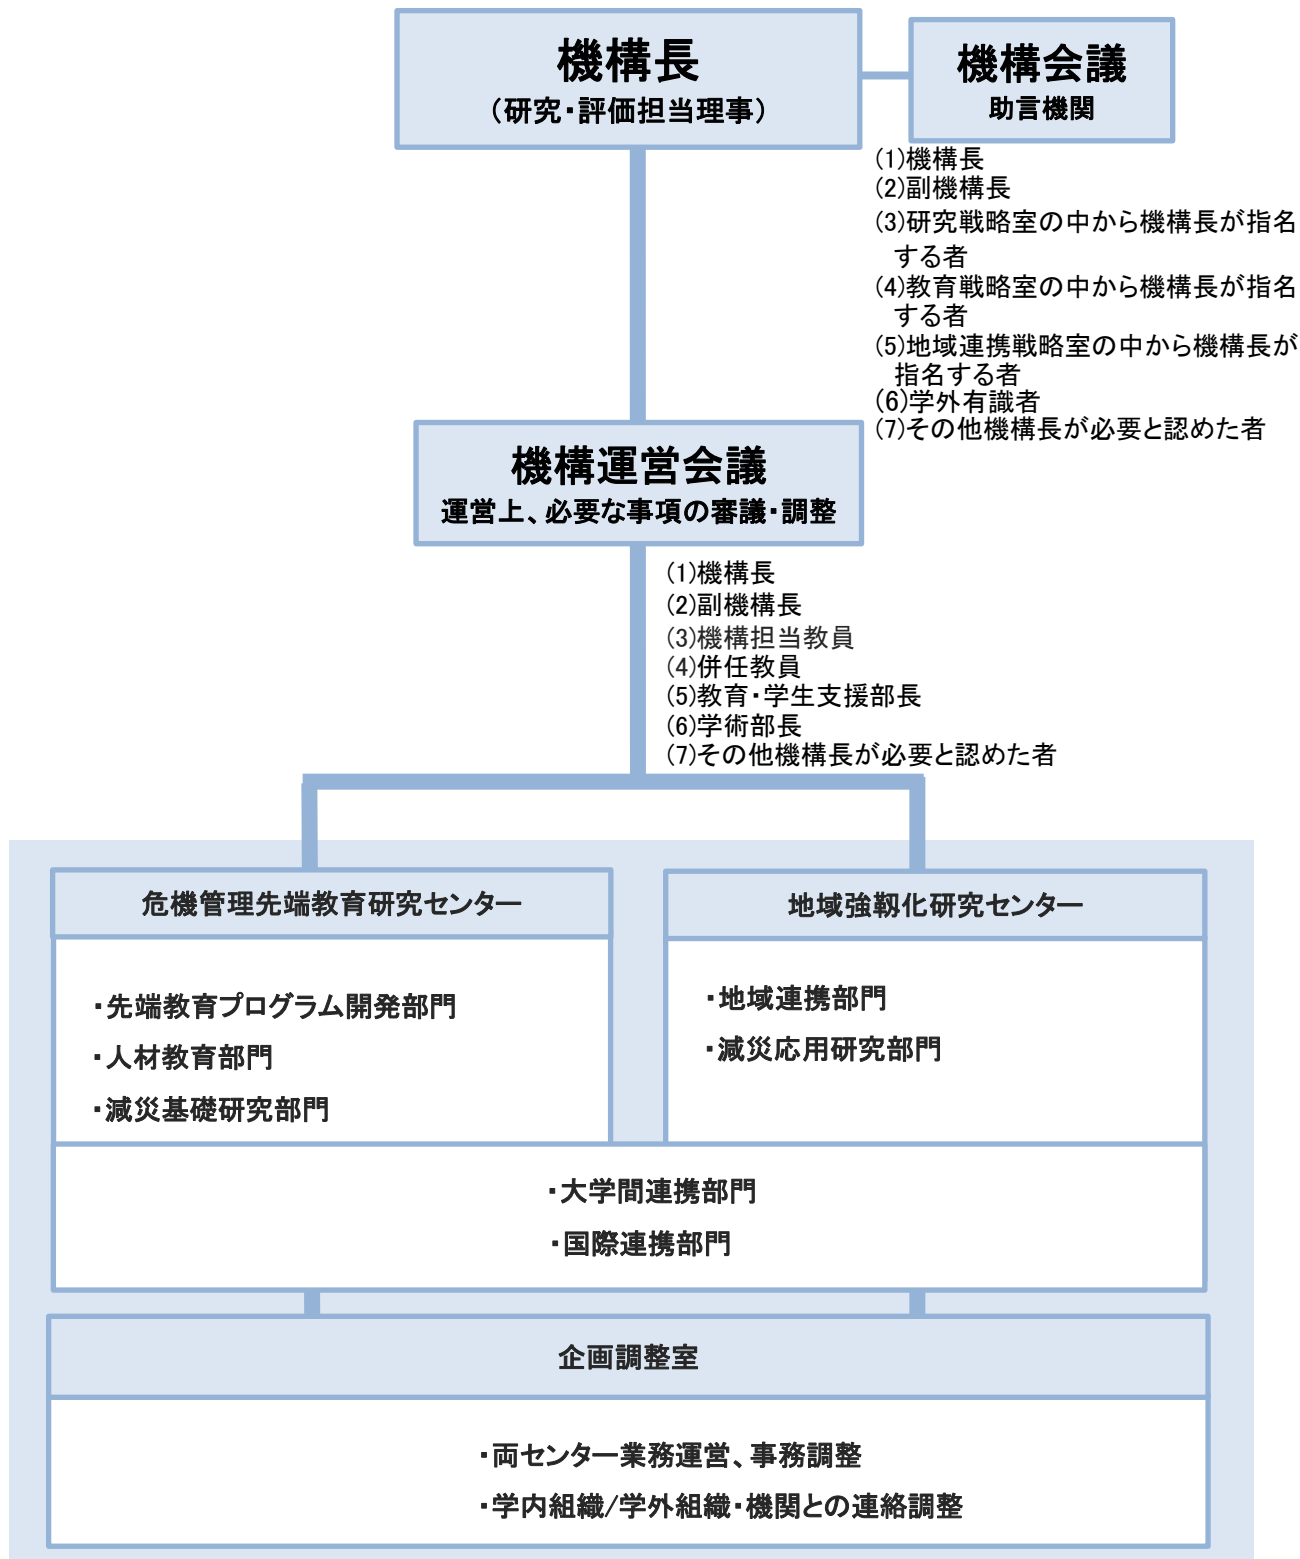 機構長
（研究・評価担当理事）
機構会議
助言機関
(1)機構長
(2)副機構長
(3)研究戦略室の中から機構長が指名
する者
(4)教育戦略室の中から機構長が指名
する者
(5)地域連携戦略室の中から機構長が
指名する者
(6)学外有識者
(7)その他機構長が必要と認めた者
機構運営会議
運営上、必要な事項の審議・調整
(1)機構長
(2)副機構長
(3)機構担当教員
(4)併任教員
(5)教育・学生支援部長
(6)学術部長
(7)その他機構長が必要と認めた者
危機管理先端教育研究センター
・先端教育プログラム開発部門
・人材教育部門
・減災基礎研究部門
地域強靱化研究センター
・地域連携部門
・減災応用研究部門
・大学間連携部門
・国際連携部門
企画調整室
・両センター業務運営、事務調整
・学内組織/学外組織・機関との連絡調整